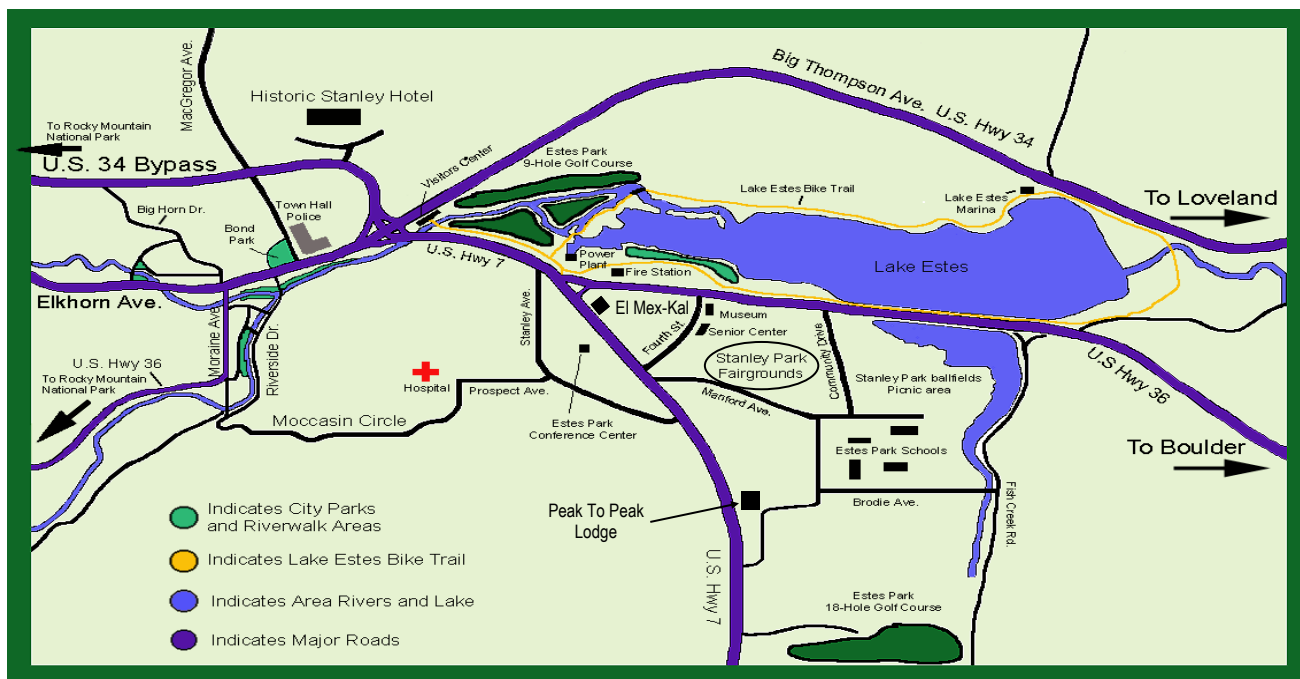 MacGregor Ave.
Historic Stanley Hotel
Big Thompson Ave.
U.S. Hwy 34
To Rocky Mountain
National Park
U.S. 34 Bypass
Visitors Center
Estes Park
9-Hole Golf Course
Lake Estes Bike Trail
Lake Estes
Marina
To Loveland
Big Horn Dr.
Town Hall
Police
Bond
Park
U.S. Hwy 7
Power
Plant
Fire Station
Lake Estes
Elkhorn Ave.
Stanley Ave.
El Mex-Kal
Museum
Senior Center
Fourth St.
Community Drive
Moraine Ave.
Riverside Dr.
U.S. Hwy 36
To Rocky Mountain
National Park
Stanley Park
Fairgrounds
Stanley Park ballfields
Picnic area
U.S Hwy 36
Hospital
Prospect Ave.
Manford Ave.
Moccasin Circle
Estes Park
Conference Center
Estes Park Schools
To Boulder
Brodie Ave.
Fish Creek Rd.
Peak To Peak
Lodge
Indicates City Parks
and Riverwalk Areas
Indicates Lake Estes Bike Trail
Indicates Area Rivers and Lake
Indicates Major Roads
U.S. Hwy 7
Estes Park
18-Hole Golf Course